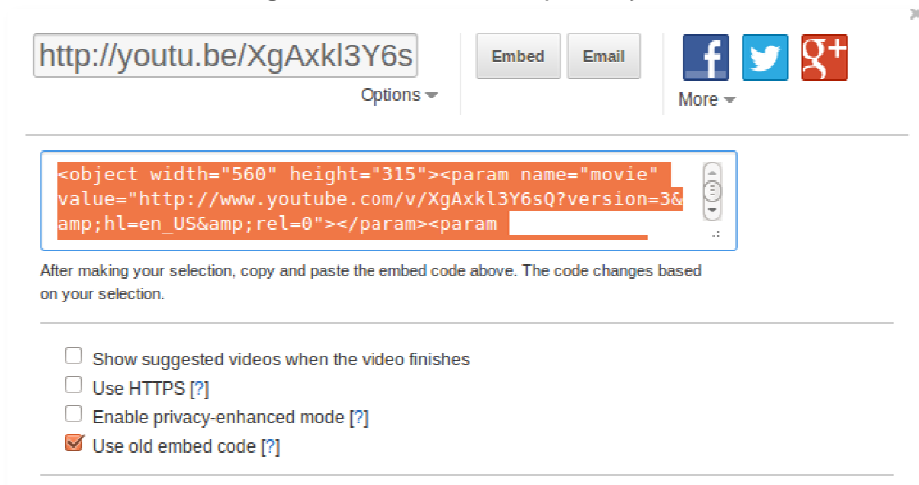 http://youtu.be/XgAxkl3Y6s
Embed
Email
Options
More
<object width="560" height="315"><param name="movie"
value="http://www.youtube.com/v/XgAxkl3Y6sQ?version=3&
amp;hl=en_US&amp;rel=0"></param><param
After making your selection, copy and paste the embed code above. The code changes based
on your selection.
Show suggested videos when the video finishes
Use HTTPS [?]
Enable privacy-enhanced mode [?]
Use old embed code [?]